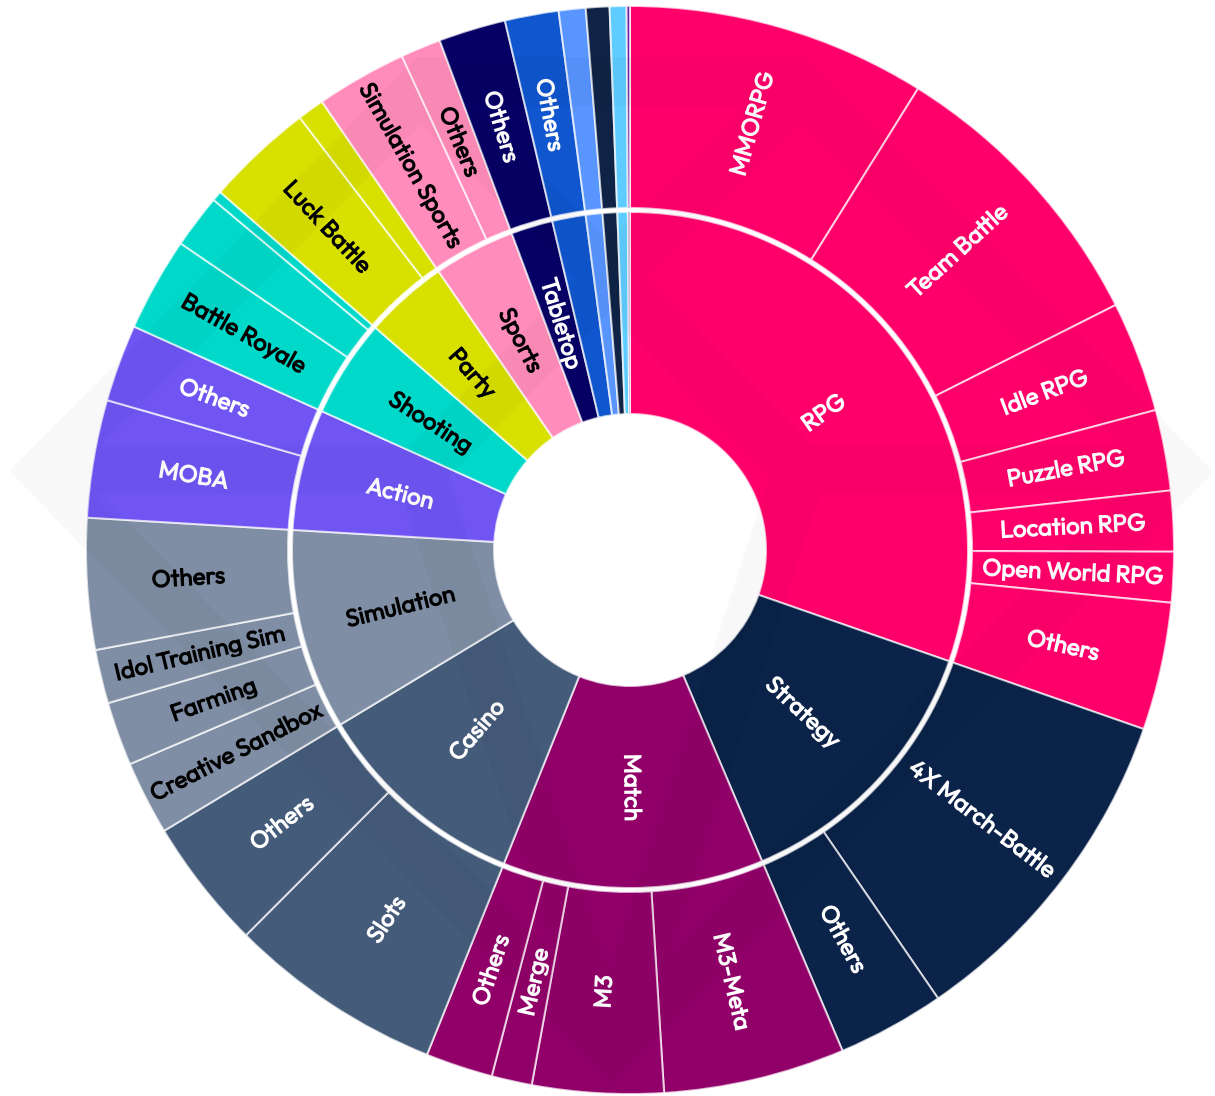 MMORPG
Team Battle
Idle RPG
Puzzle RPG
Location RPG
Open World RPG
Others
4X March-Battle
Others
M3-Meta
M3
Merge
Others
Slots
Others
Creative Sandbox
Farming
Idol Training Sim
Others
MOBA
Others
Battle Royale
Luck Battle
Simulation Sports
Others
Others
Others
RPG
Strategy
Match
Casino
Simulation
Action
Shooting
Party
Sports
Tabletop